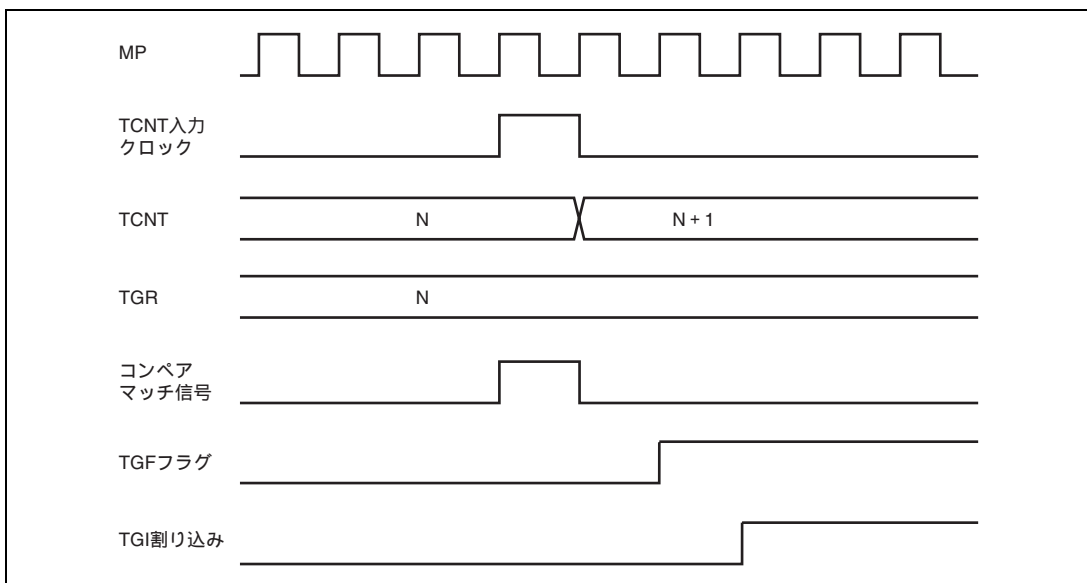 MP
TCNT入力
クロック
TCNT
N
N + 1
TGR
N
コンペア
マッチ信号
TGFフラグ
TGI割り込み